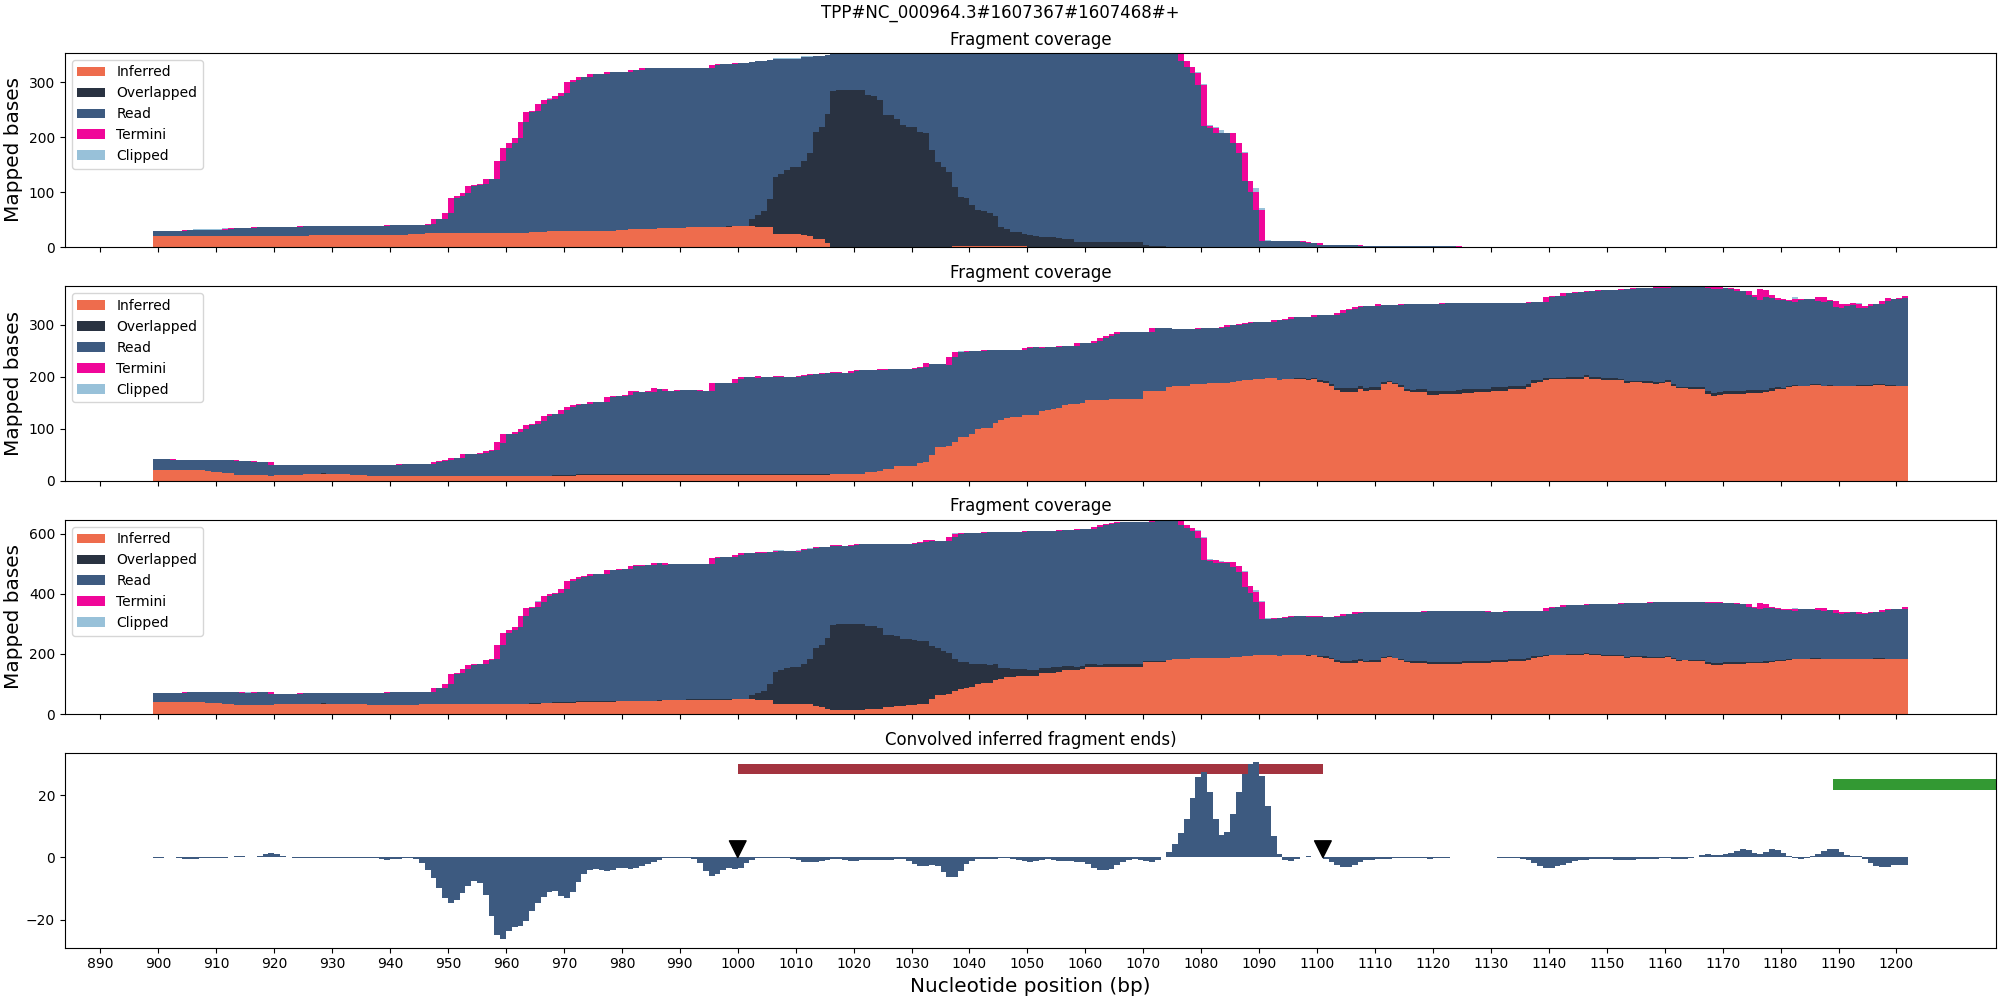 TPP#NC_000964.3#1607367#1607468#+
Fragment coverage
Mapped bases
300
200
100
0
Inferred
Overlapped
Read
Termini
Clipped
Fragment coverage
Mapped bases
300
200
100
0
Inferred
Overlapped
Read
Termini
Clipped
Fragment coverage
Mapped bases
600
400
200
0
Inferred
Overlapped
Read
Termini
Clipped
Convolved inferred fragment ends)
20
0
−20
890 900 910 920 930 940 950 960 970 980 990 1000 1010 1020 1030 1040 1050 1060 1070 1080 1090 1100 1110 1120 1130 1140 1150 1160 1170 1180 1190 1200
Nucleotide position (bp)